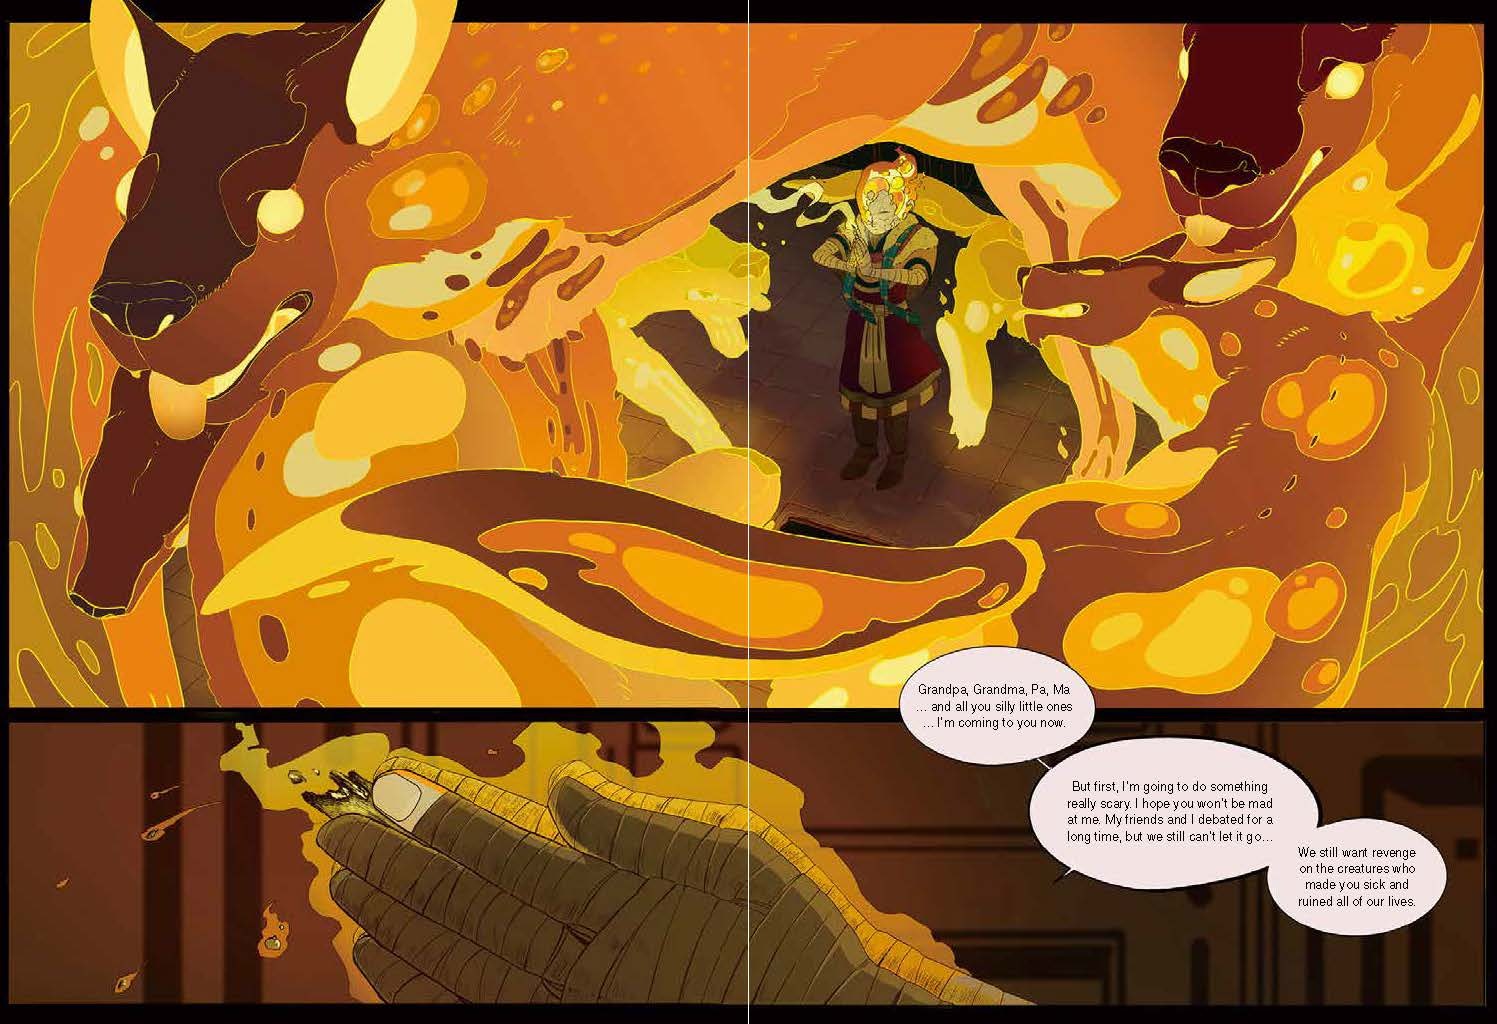 Grandpa, Grandma, Pa, Ma
... and all you silly little ones
... I'm coming to you now.
But first, I'm going to do something
really scary. I hope you won't be mad
at me. My friends and I debated for a
long time, but we still can't let it go...
We still want revenge
on the creatures who
made you sick and
ruined all of our lives.